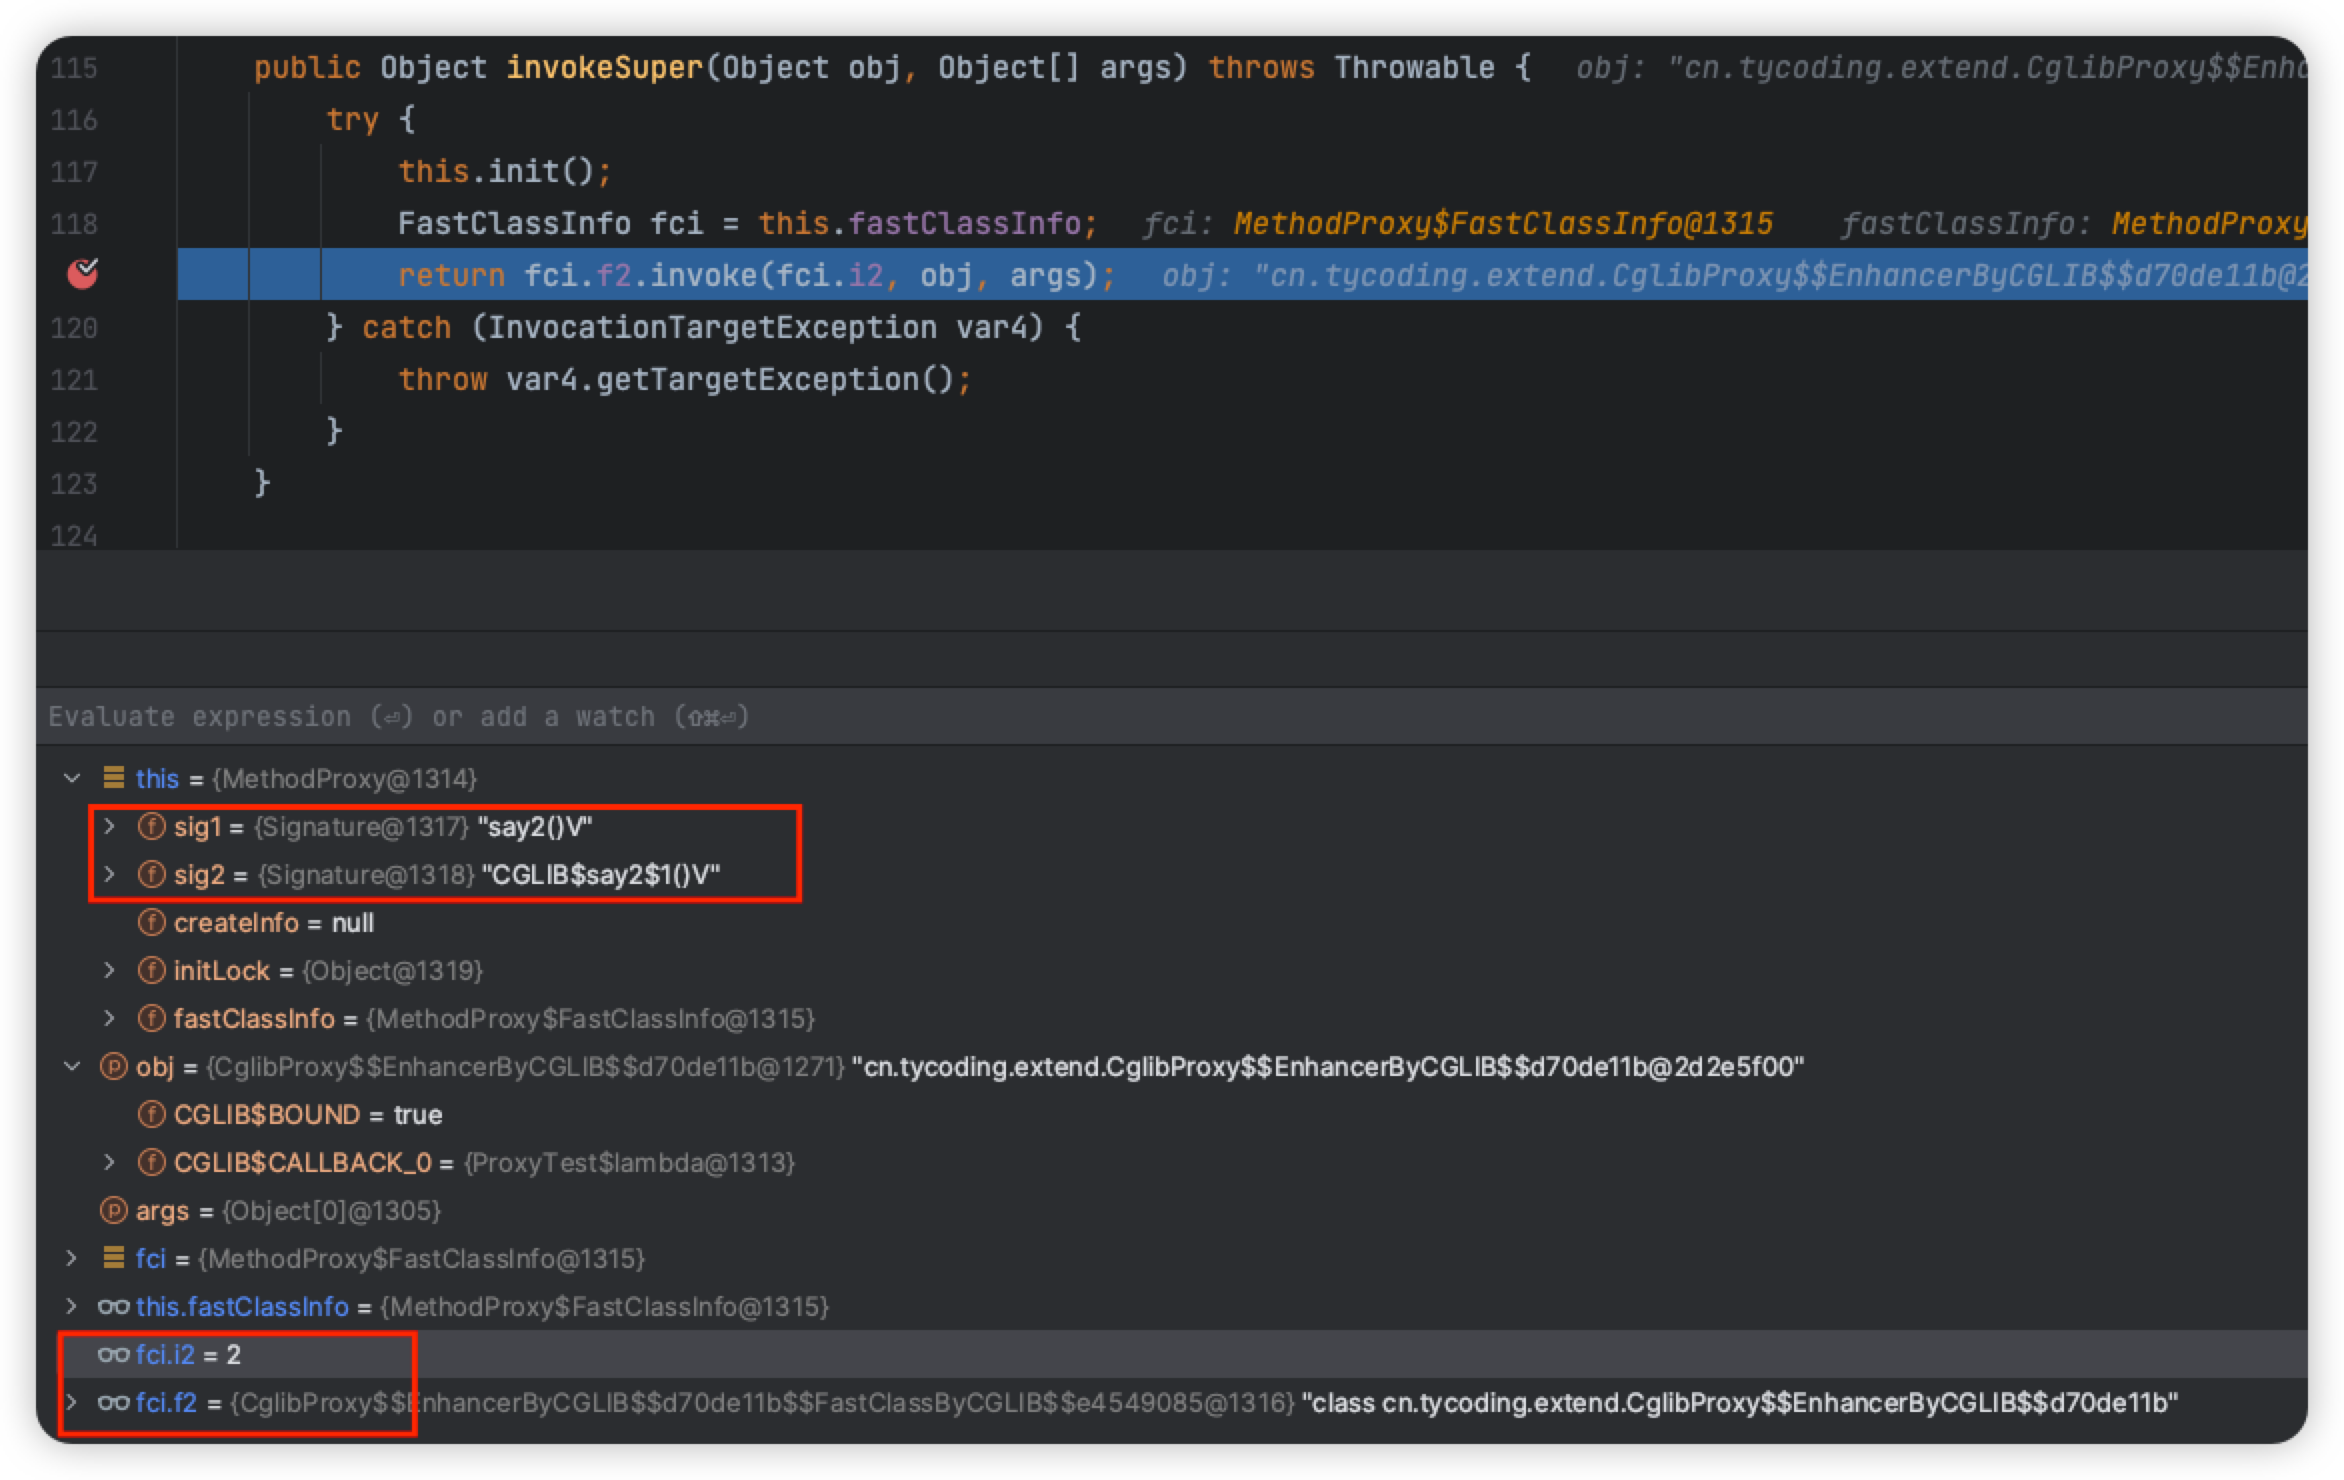 115 public Object invokeSuper(Object obj, Object[] args) throws Throwable { obj: "cn.tycoding.extend.CglibProxy$$Enha
116 try {
117 this.init();
118 FastClassInfo fci = this.fastClassInfo; fci: MethodProxy$FastClassInfo@1315 fastClassInfo: MethodProxy
return fci.f2.invoke(fci.i2, obj, args); obj: "cn.tycoding.extend.CglibProxy$$EnhancerByCGLIB$$d70de11b@2
120 } catch (InvocationTargetException var4) {
121 throw var4.getTargetException();
122 }
123 }
124
Evaluate expression (⏎) or add a watch (⇧⌘⏎)
this = {MethodProxy@1314}
sig1 = {Signature@1317} "say2()V"
sig2 = {Signature@1318} "CGLIB$say2$1()V"
createInfo = null
initLock = {Object@1319}
fastClassInfo = {MethodProxy$FastClassInfo@1315}
obj = {CglibProxy$$EnhancerByCGLIB$$d70de11b@1271} "cn.tycoding.extend.CglibProxy$$EnhancerByCGLIB$$d70de11b@2d2e5f00"
CGLIB$BOUND = true
CGLIB$CALLBACK_0 = {ProxyTest$lambda@1313}
args = {Object[0]@1305}
fci = {MethodProxy$FastClassInfo@1315}
this.fastClassInfo = {MethodProxy$FastClassInfo@1315}
fci.i2 = 2
fci.f2 = {CglibProxy$$EnhancerByCGLIB$$d70de11b$$FastClassByCGLIB$$e4549085@1316} "class cn.tycoding.extend.CglibProxy$$EnhancerByCGLIB$$d70de11b"